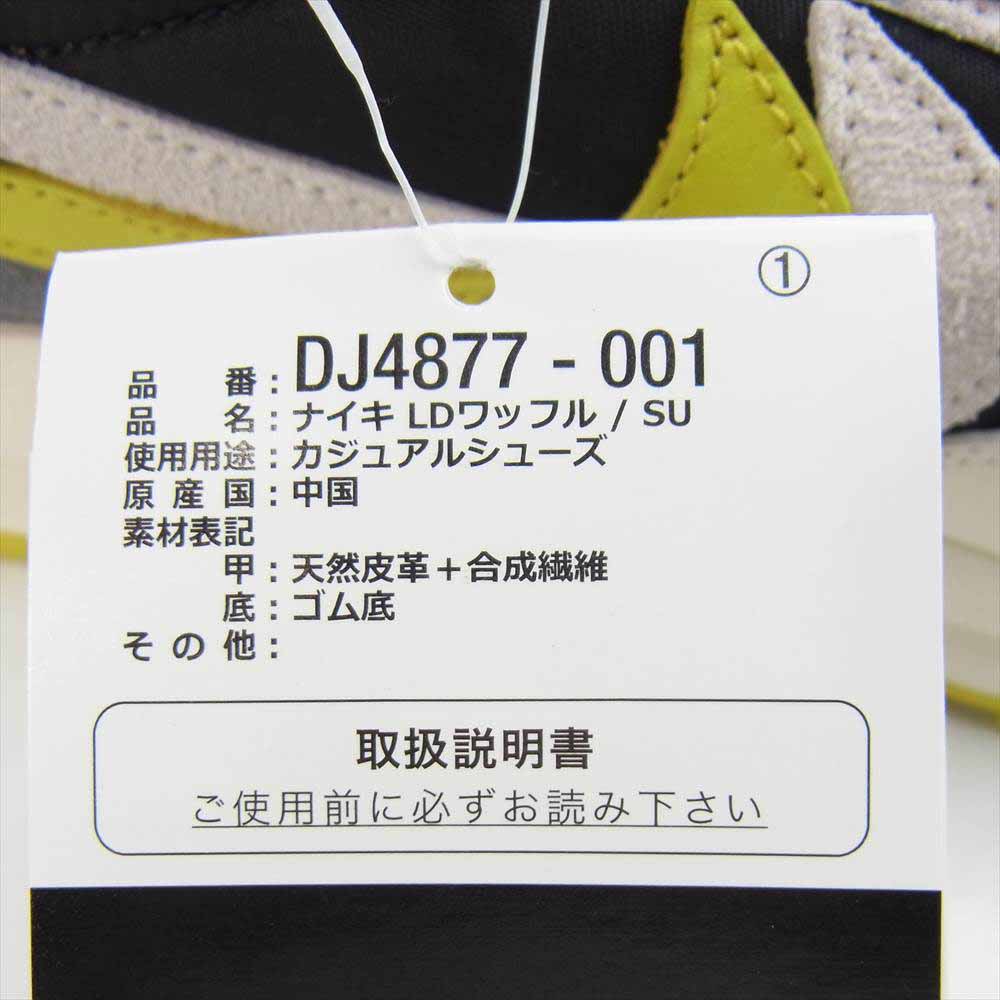 ①
品番: DJ4877 - 001
品名: ナイキ LDワッフル / SU
使用用途: カジュアルシューズ
原産国: 中国
素材表記
甲: 天然皮革+合成繊維
底: ゴム底
その他:
取扱説明書
ご使用前に必ずお読み下さい